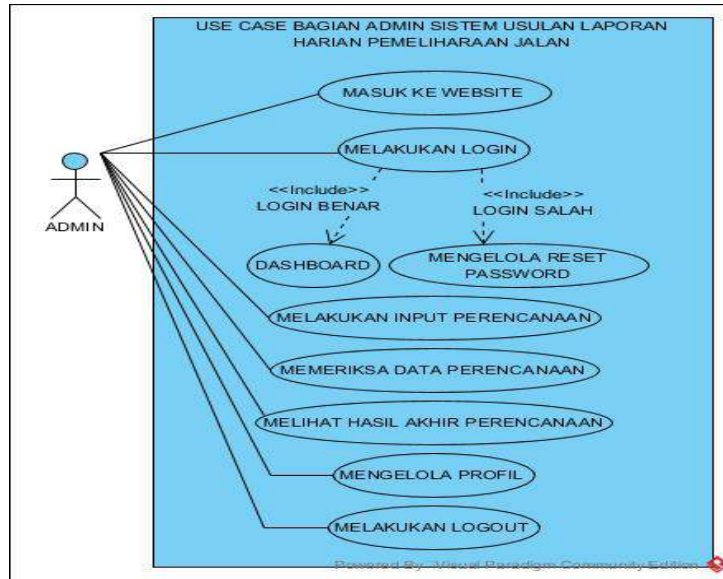 USE CASE BAGIAN ADMIN SISTEM USULAN LAPORAN
HARIAN PEMELIHARAAN JALAN
MASUK KE WEBSITE
MELAKUKAN LOGIN
<<Include>>
LOGIN BENAR
<<Include>>
LOGIN SALAH
ADMIN
DASHBOARD
MENGELOLA RESET
PASSWORD
MELAKUKAN INPUT PERENCANAAN
MEMERIKSA DATA PERENCANAAN
MELIHAT HASIL AKHIR PERENCANAAN
MENGELOLA PROFIL
MELAKUKAN LOGOUT
Powered By Visual Paradigm Community Edition